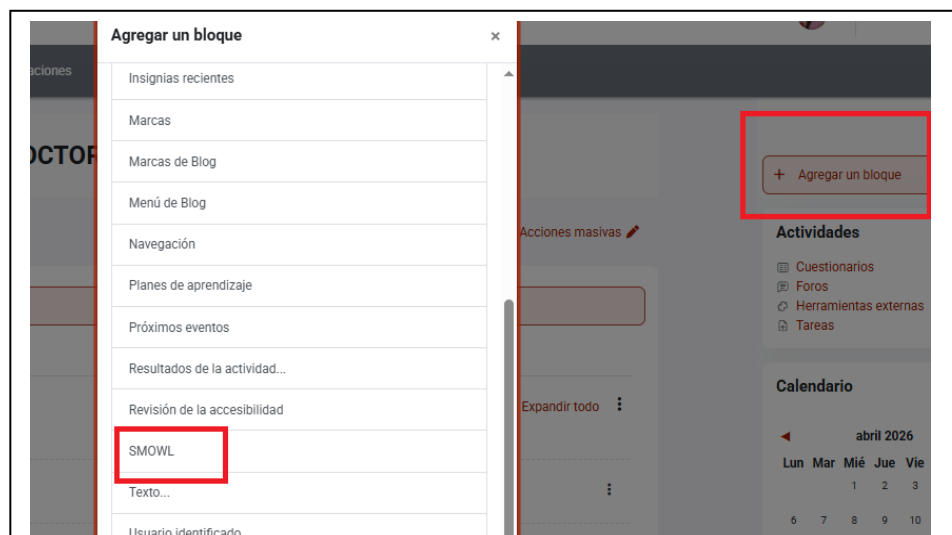 Agregar un bloque ×
Insignias recientes
Marcas
Marcas de Blog
Menú de Blog
Navegación
Planes de aprendizaje
Próximos eventos
Resultados de la actividad...
Revisión de la accesibilidad
SMOWL
Texto...
Usuario identificado
aciones
OCTOR
Acciones masivas
Expandir todo
+ Agregar un bloque
Actividades
Cuestionarios
Foros
Herramientas externas
Tareas
Calendario
◄ abril 2026
Lun Mar Mié Jue Vie
1 2 3
6 7 8 9 10